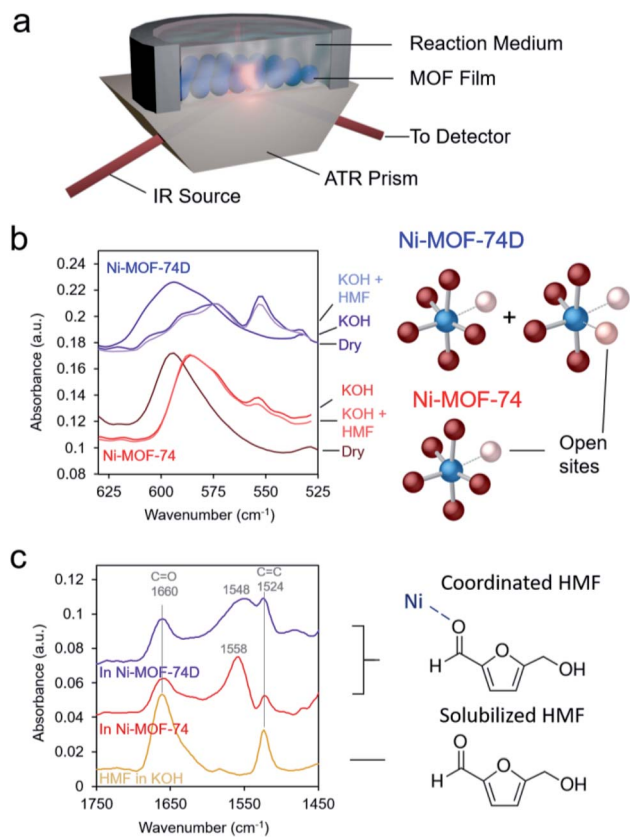 a
Reaction Medium
MOF Film
To Detector
ATR Prism
IR Source
b
Absorbance (a.u.)
0.24
0.22
0.2
0.18
0.16
0.14
0.12
0.1
0.08
Ni-MOF-74D
Ni-MOF-74
KOH +
HMF
KOH
Dry
KOH
KOH +
HMF
Dry
625
600
575
550
525
Wavenumber (cm⁻¹)
Ni-MOF-74D
+
Ni-MOF-74
Open
sites
c
Absorbance (a.u.)
0.12
0.1
0.08
0.06
0.04
0.02
0
C=O
1660
1548
C=C
1524
1558
In Ni-MOF-74D
In Ni-MOF-74
HMF in KOH
1750
1650
1550
1450
Wavenumber (cm⁻¹)
Coordinated HMF
Ni
O
H
O
OH
Solubilized HMF
O
H
O
OH